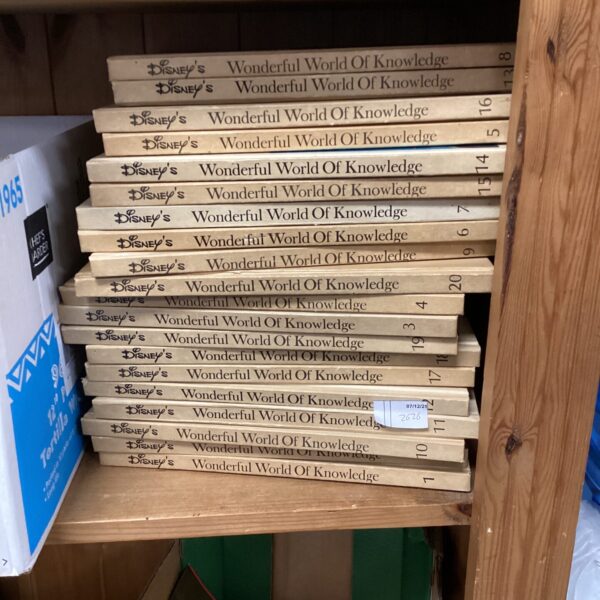 DISNEY'S Wonderful World Of Knowledge 8
DISNEY'S Wonderful World Of Knowledge 13
DISNEY'S Wonderful World Of Knowledge 16
DISNEY'S Wonderful World Of Knowledge 5
DISNEY'S Wonderful World Of Knowledge 14
DISNEY'S Wonderful World Of Knowledge 15
DISNEY'S Wonderful World Of Knowledge 7
DISNEY'S Wonderful World Of Knowledge 6
DISNEY'S Wonderful World Of Knowledge 9
DISNEY'S Wonderful World Of Knowledge 20
DISNEY'S Wonderful World Of Knowledge 4
DISNEY'S Wonderful World Of Knowledge 3
DISNEY'S Wonderful World Of Knowledge 19
DISNEY'S Wonderful World Of Knowledge
DISNEY'S Wonderful World Of Knowledge 17
DISNEY'S Wonderful World Of Knowledge
DISNEY'S Wonderful World Of Knowledge 11
DISNEY'S Wonderful World Of Knowledge 10
DISNEY'S Wonderful World Of Knowledge
DISNEY'S Wonderful World Of Knowledge 1
1965
12"